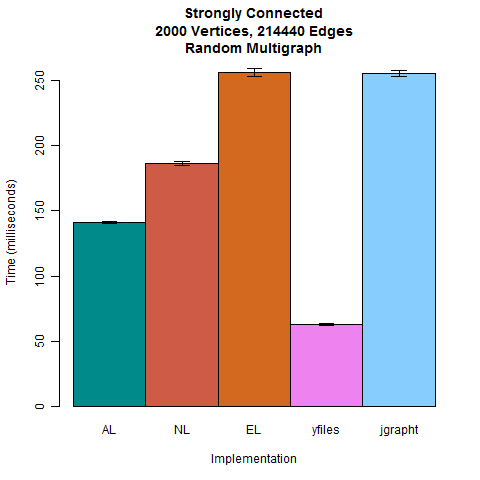 Strongly Connected
2000 Vertices, 214440 Edges
Random Multigraph
Time (milliseconds)
250
200
150
100
50
0
AL NL EL yfiles jgrapht
Implementation